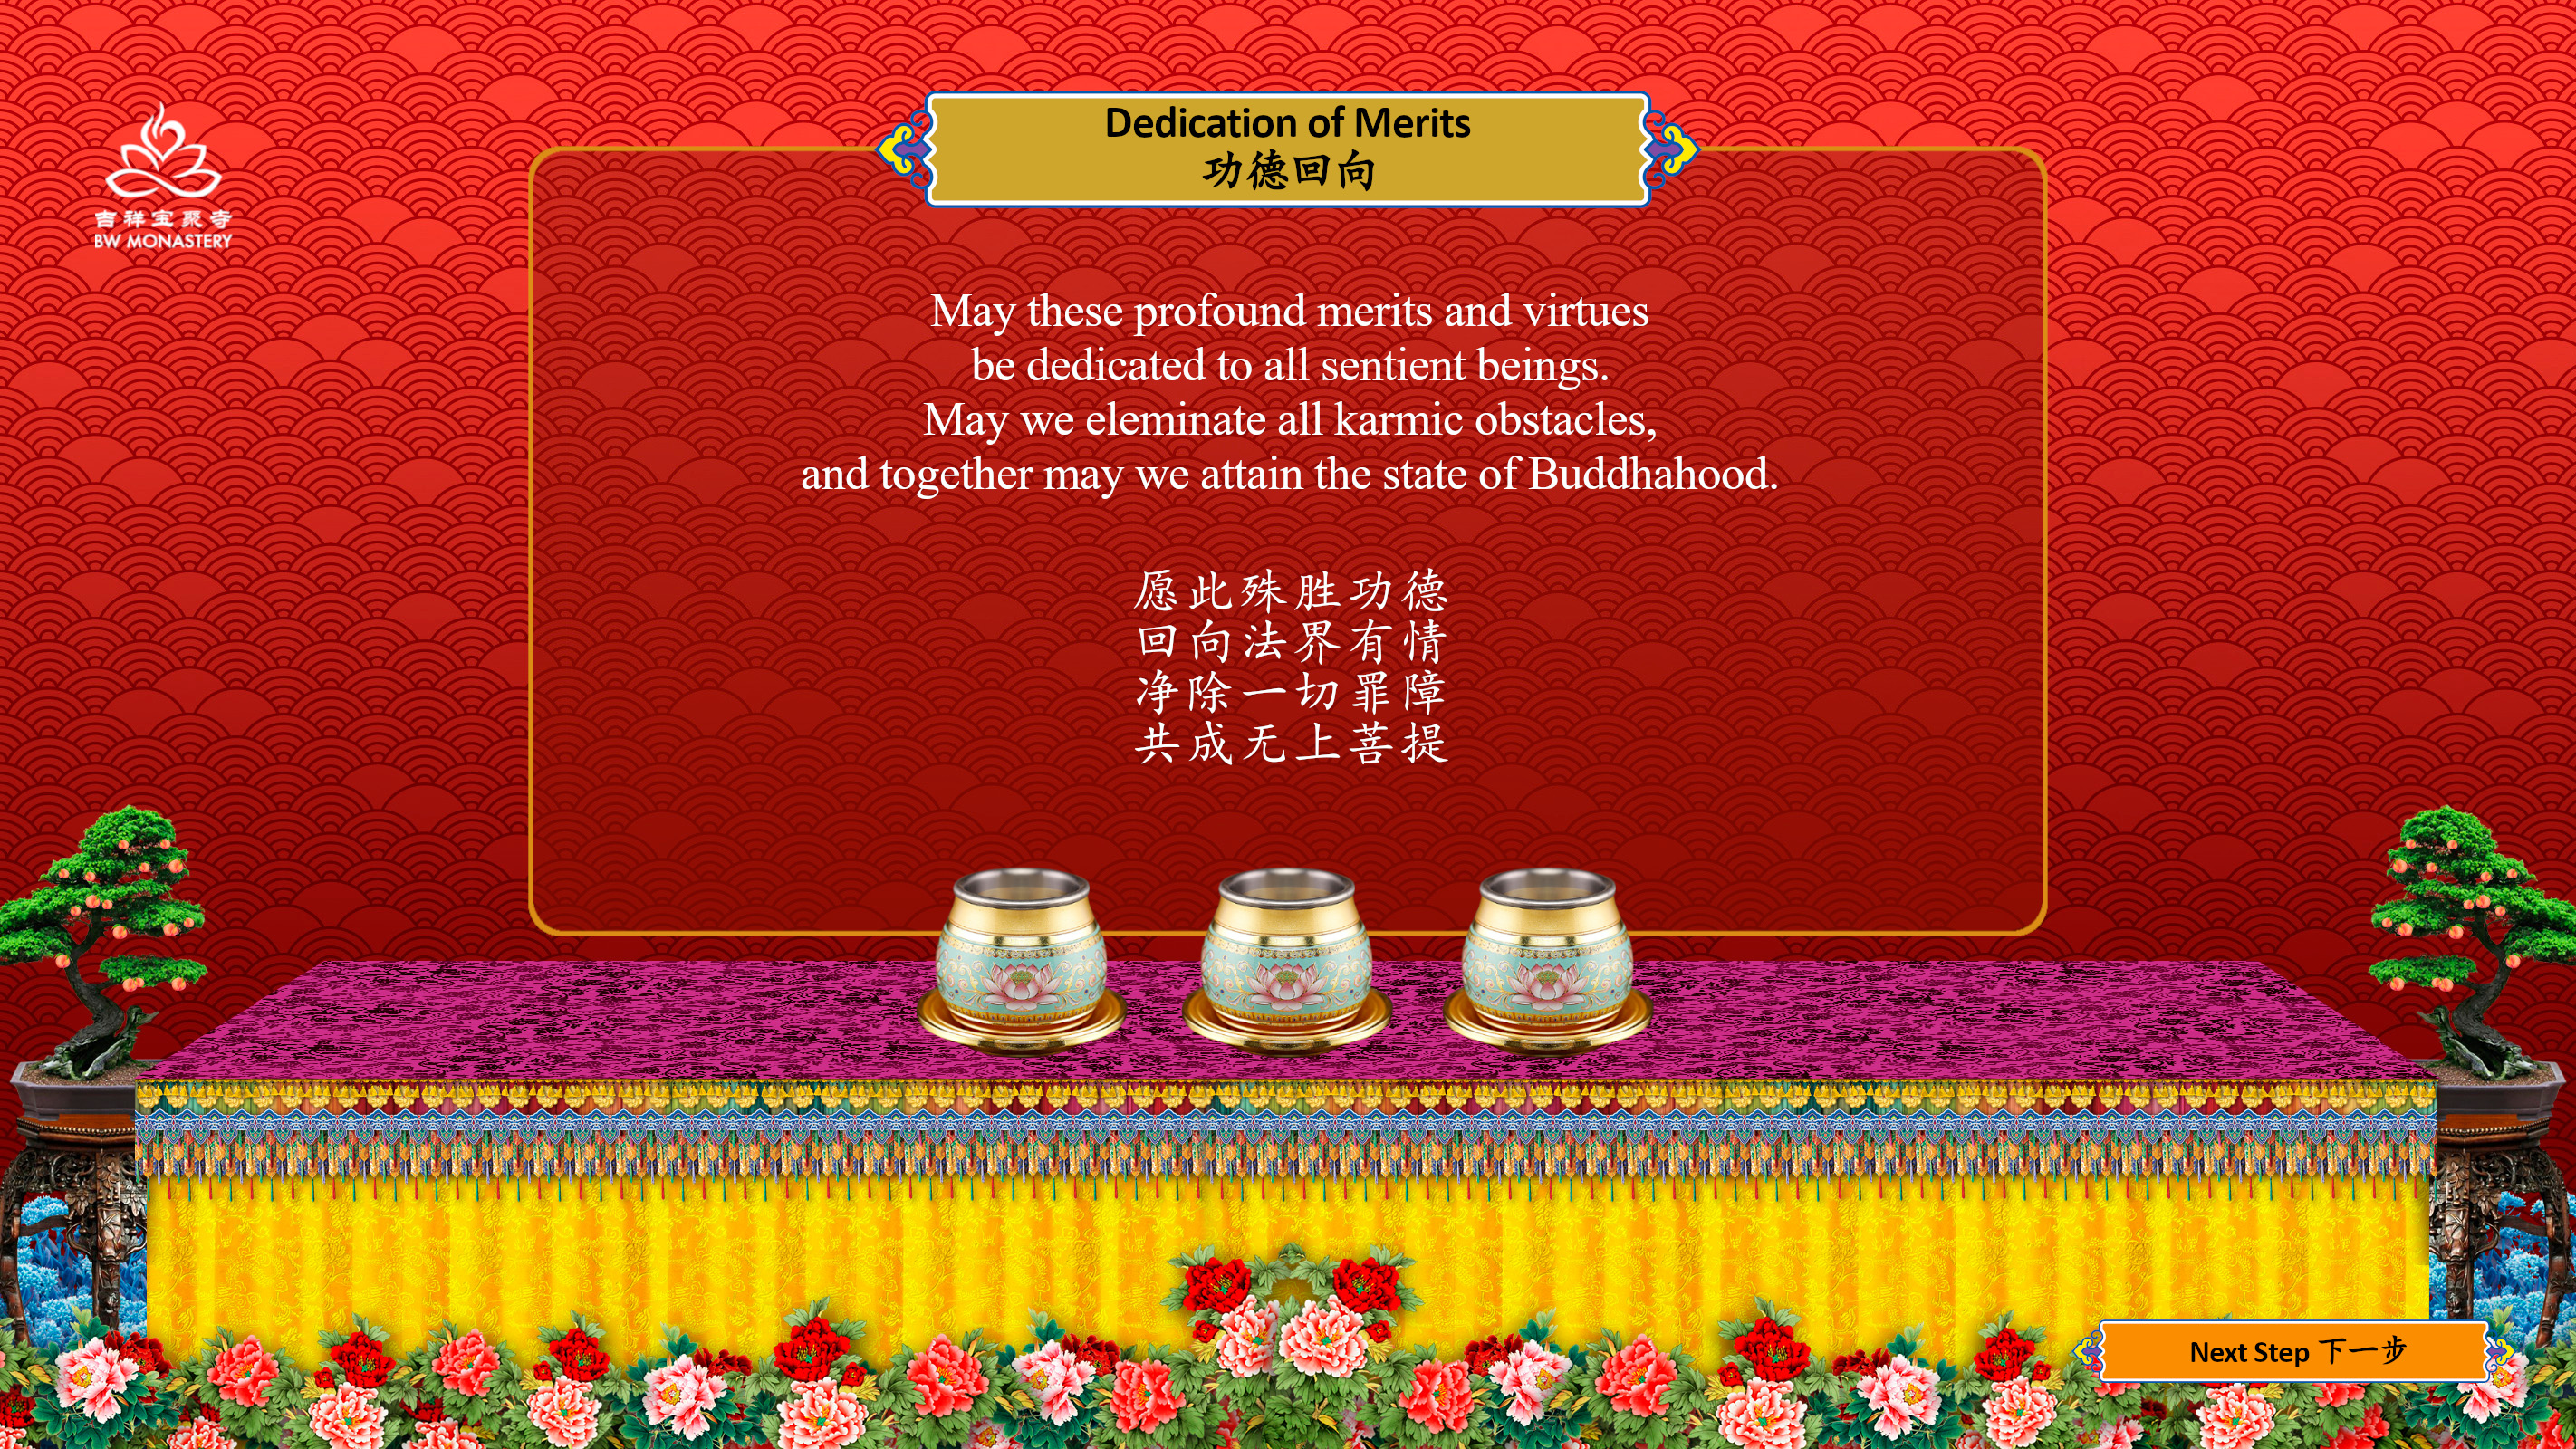 吉祥宝聚寺
BW MONASTERY
Dedication of Merits
功德回向
May these profound merits and virtues
be dedicated to all sentient beings.
May we eleminate all karmic obstacles,
and together may we attain the state of Buddhahood.
愿此殊胜功德
回向法界有情
净除一切罪障
共成无上菩提
Next Step 下一步